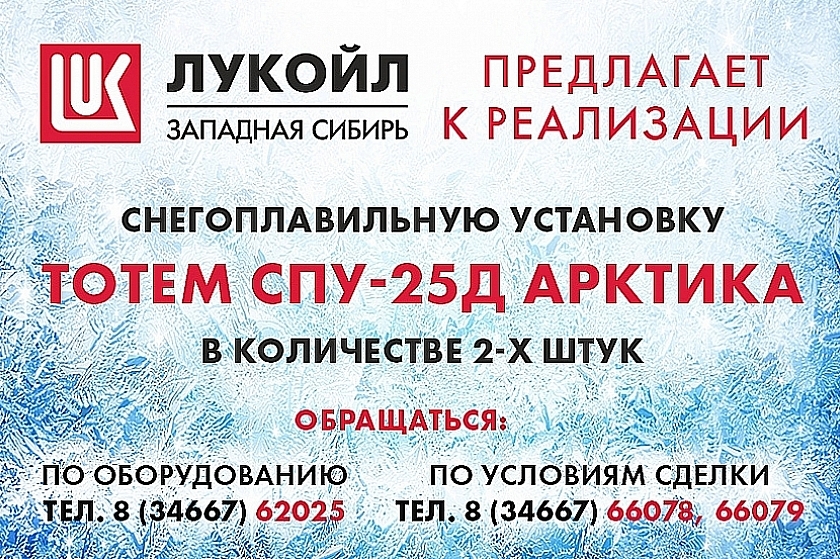 LUK
ЛУКОЙЛ
ЗАПАДНАЯ СИБИРЬ
ПРЕДЛАГАЕТ
К РЕАЛИЗАЦИИ
СНЕГОПЛАВИЛЬНУЮ УСТАНОВКУ
ТОТЕМ СПУ-25Д АРКТИКА
В КОЛИЧЕСТВЕ 2-Х ШТУК
ОБРАЩАТЬСЯ:
ПО ОБОРУДОВАНИЮ
ТЕЛ. 8 (34667) 62025
ПО УСЛОВИЯМ СДЕЛКИ
ТЕЛ. 8 (34667) 66078, 66079